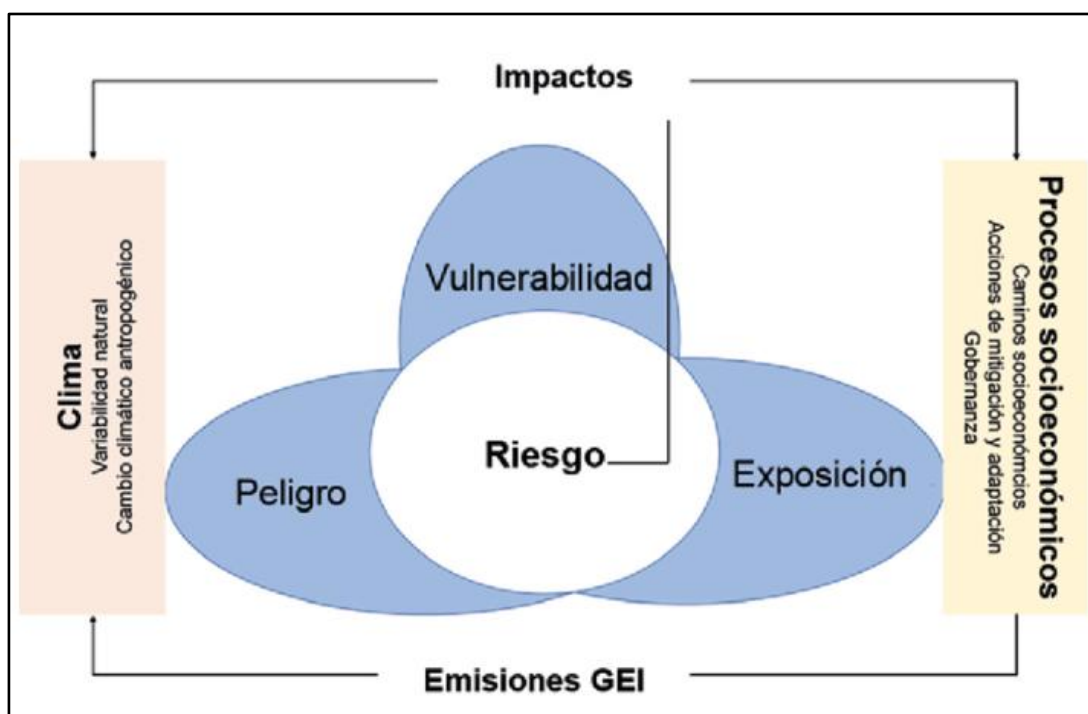 Impactos
Clima
Variabilidad natural
Cambio climático antropogénico
Vulnerabilidad
Peligro
Riesgo
Exposición
Procesos socioeconómicos
Caminos socioeconómcios
Acciones de mitigación y adaptación
Gobernanza
Emisiones GEI